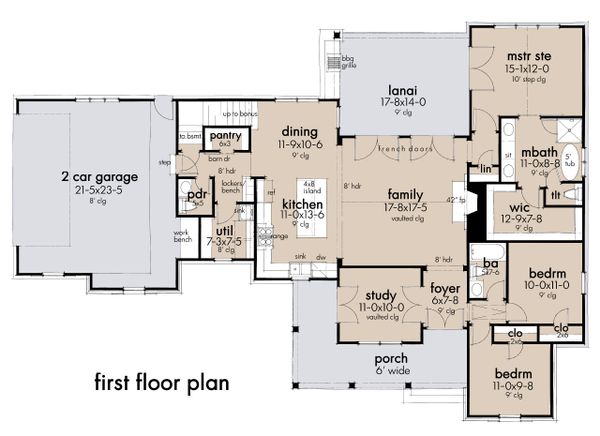 bbq
grille
lanai
17-8x14-0
9' clg
mstr ste
15-1x12-0
10' step clg
up to bonus
to bsmt.
pantry
6x3
barn dr
8' hdr
dining
11-9x10-6
9' clg
french doors
lin
sit
mbath
11-0x8-8
9' clg
5'
tub
tlt
2 car garage
21-5x23-5
8' clg
step
pdr
5x5
lockers/
bench
ref
4x8
island
8' hdr
family
17-8x17-5
vaulted clg
42" fp
wic
12-9x7-8
9' clg
kitchen
11-0x13-6
9' clg
sink
util
7-3x7-5
9' clg
work
bench
range
sink
dw
8' hdr
ba
7-6
bedrm
10-0x11-0
9' clg
study
11-0x10-0
vaulted clg
foyer
6x7-8
9' clg
clo
2x6
clo
2x6
porch
6' wide
bedrm
11-0x9-8
9' clg
first floor plan